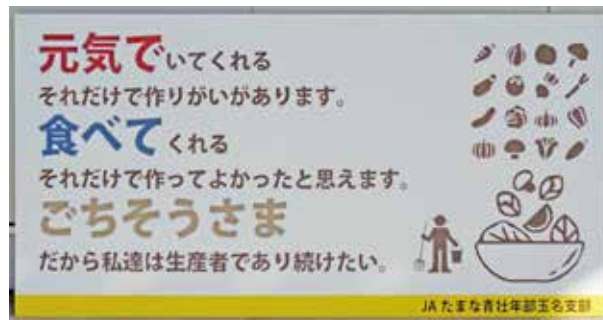 元気でいてくれる
それだけで作りがいがあります。
食べてくれる
それだけで作ってよかったと思えます。
ごちそうさま
だから私達は生産者であり続けたい。
JAたまな青壮年部玉名支部